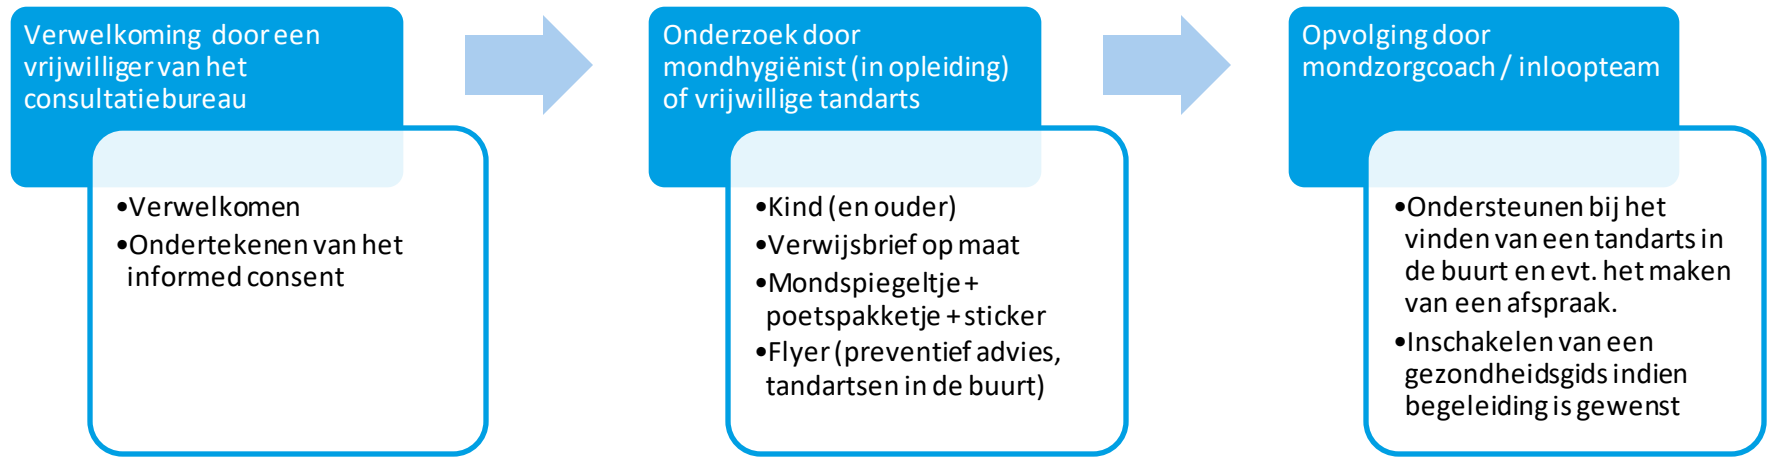 Verwelkoming door een
vrijwilliger van het
consultatiebureau
•Verwelkomen
•Ondertekenen van het
informed consent
Onderzoek door
mondhygiënist (in opleiding)
of vrijwillige tandarts
•Kind (en ouder)
•Verwijsbrief op maat
•Mondspiegeltje +
poetspakketje + sticker
•Flyer (preventief advies,
tandartsen in de buurt)
Opvolging door
mondzorgcoach / inloopteam
•Ondersteunen bij het
vinden van een tandarts in
de buurt en evt. het maken
van een afspraak.
•Inschakelen van een
gezondheidsgids indien
begeleiding is gewenst